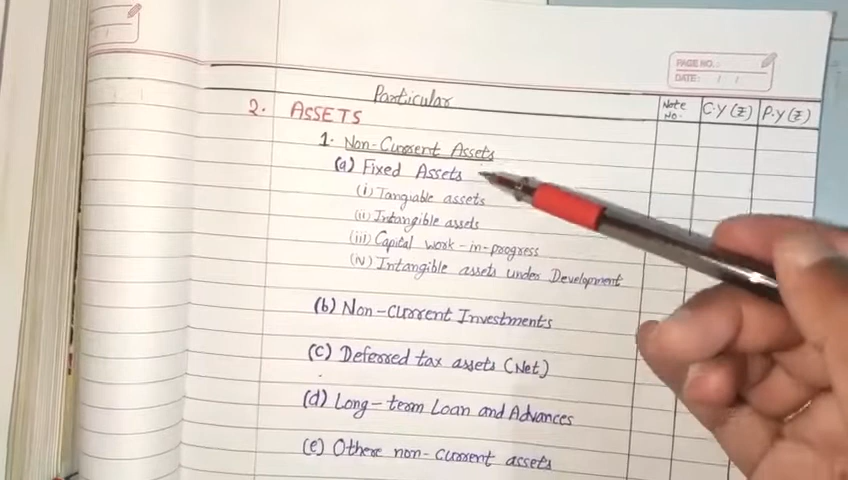 PAGE NO.:
DATE: / /
Particular
Note No. C.Y (₹) P.Y (₹)
2. ASSETS
1. Non-Current Assets
(a) Fixed Assets
(i) Tangiable assets
(ii) Intangible assets
(iii) Capital work-in-progress
(iv) Intangible assets under Development
(b) Non-Current Investments
(c) Deferred tax assets (Net)
(d) Long-term Loan and Advances
(e) Othere non-current assets